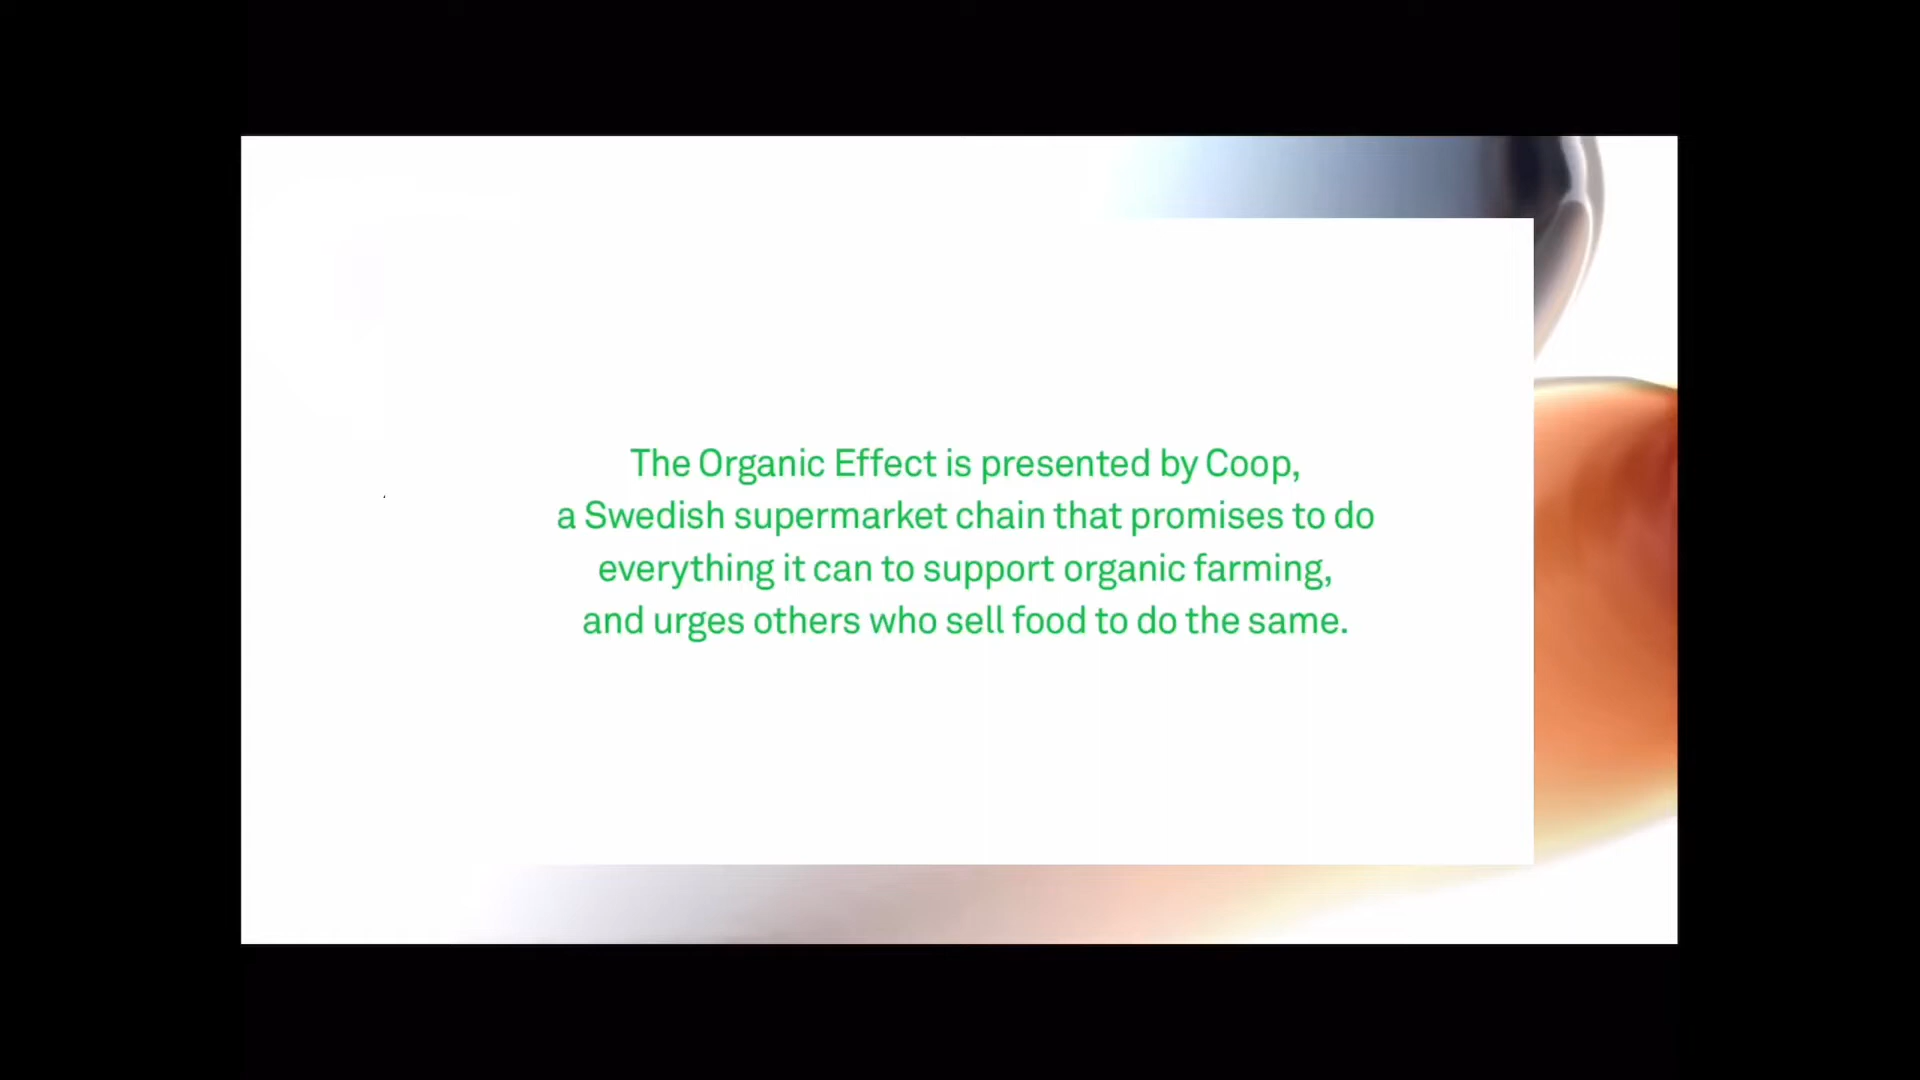 The Organic Effect is presented by Coop,
a Swedish supermarket chain that promises to do
everything it can to support organic farming,
and urges others who sell food to do the same.